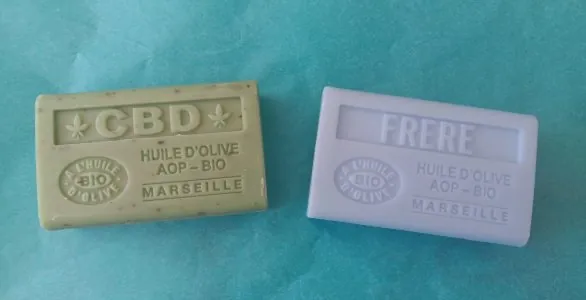 CBD
A L'HUILE
BIO
D'OLIVE
HUILE D'OLIVE
AOP - BIO
MARSEILLE
FRERE
A L'HUILE
BIO
D'OLIVE
HUILE D'OLIVE
AOP - BIO
MARSEILLE